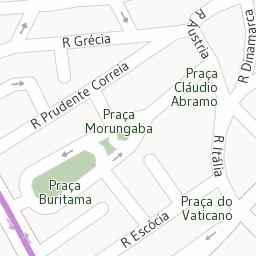 R Grécia
R Áustria
R Dinamarca
R Prudente Correia
Praça
Cláudio
Abramo
Praça
Morungaba
R Itália
Praça
Buritama
Praça do
Vaticano
R Escócia